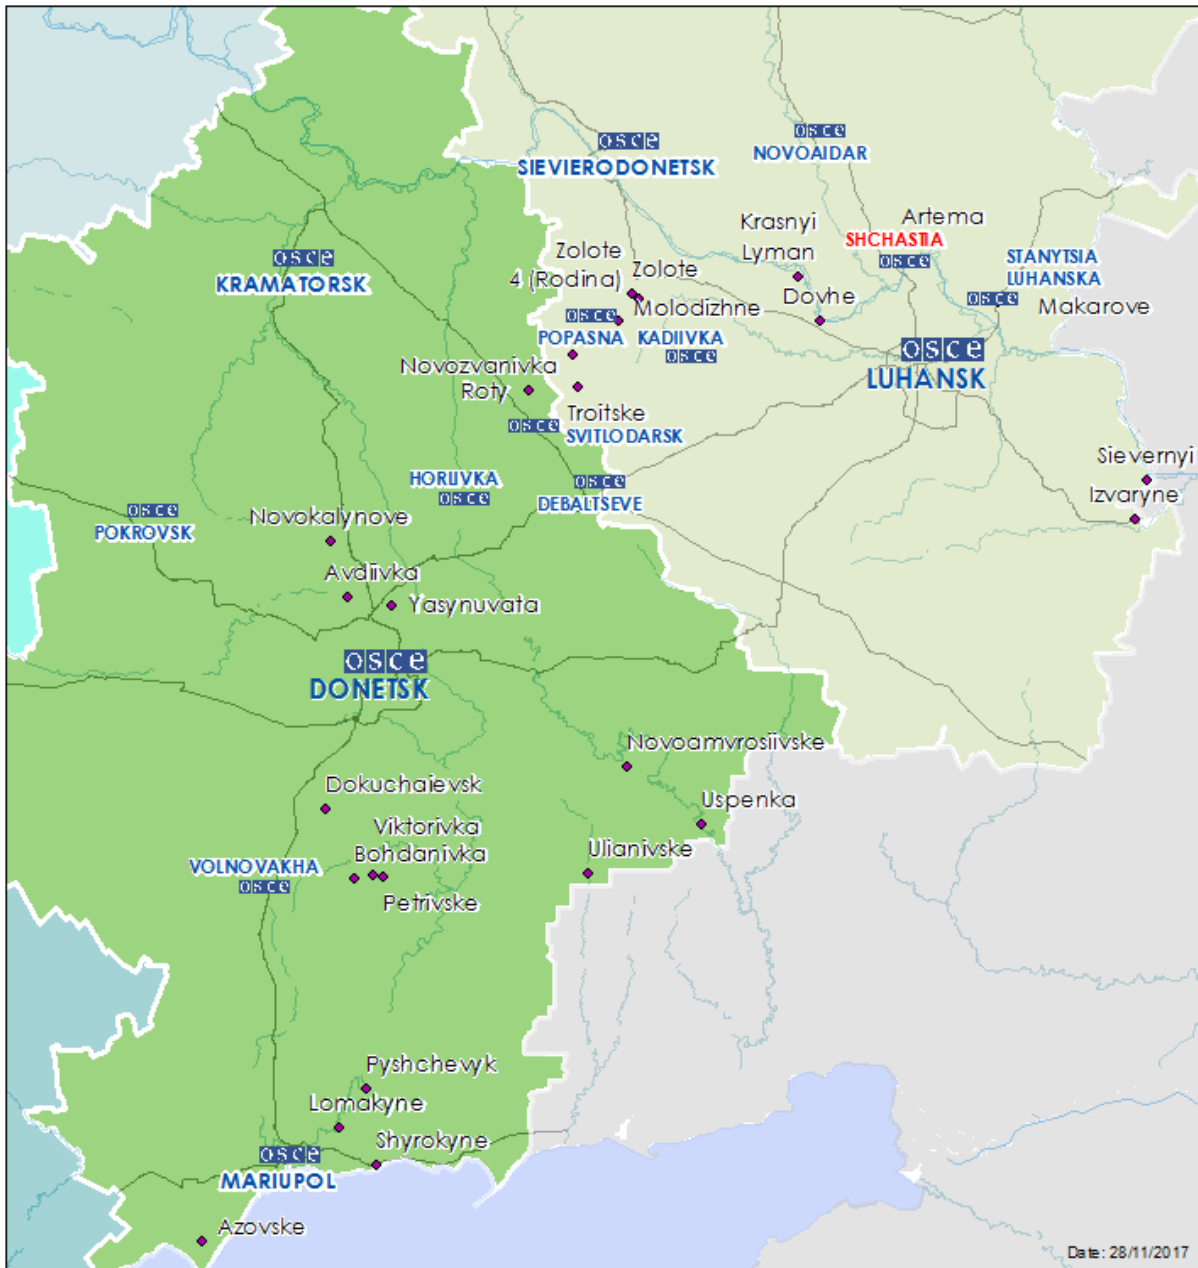 osce
SIEVIERODONETSK
osce
NOVOAIDAR
Artema
SHCHASTIA
osce
Krasnyi
Lyman
Dovhe
STANYTSIA
LUHANSKA
osce
Makarove
osce
KRAMATORSK
Zolote
4 (Rodina)
Zolote
Molodizhne
osce
POPASNA
KADIIVKA
osce
osce
LUHANSK
Novozvanivka
Roty
Troitske
osce
SVITLODARSK
Sievernyi
Izvaryne
HORLIVKA
osce
osce
DEBALTSEVE
osce
POKROVSK
Novokalynove
Avdiivka
Yasynuvata
osce
DONETSK
Novoamvrosiivske
Dokuchaievsk
Uspenka
Viktorivka
Bohdanivka
Petrivske
Ulianivske
VOLNOVAKHA
osce
Pyshchevyk
Lomakyne
Shyrokyne
osce
MARIUPOL
Azovske
Date: 28/11/2017